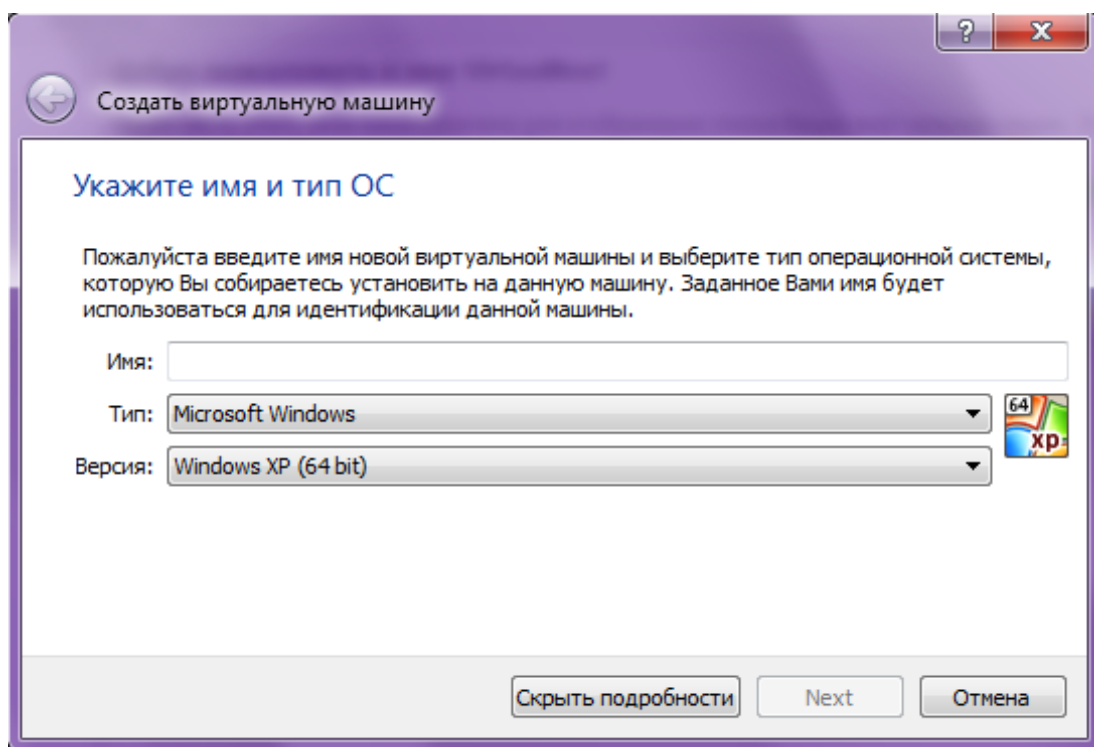 ?
X
Создать виртуальную машину
Укажите имя и тип ОС
Пожалуйста введите имя новой виртуальной машины и выберите тип операционной системы,
которую Вы собираетесь установить на данную машину. Заданное Вами имя будет
использоваться для идентификации данной машины.
Имя:
Тип: Microsoft Windows
64
xp
Версия: Windows XP (64 bit)
Скрыть подробности Next Отмена